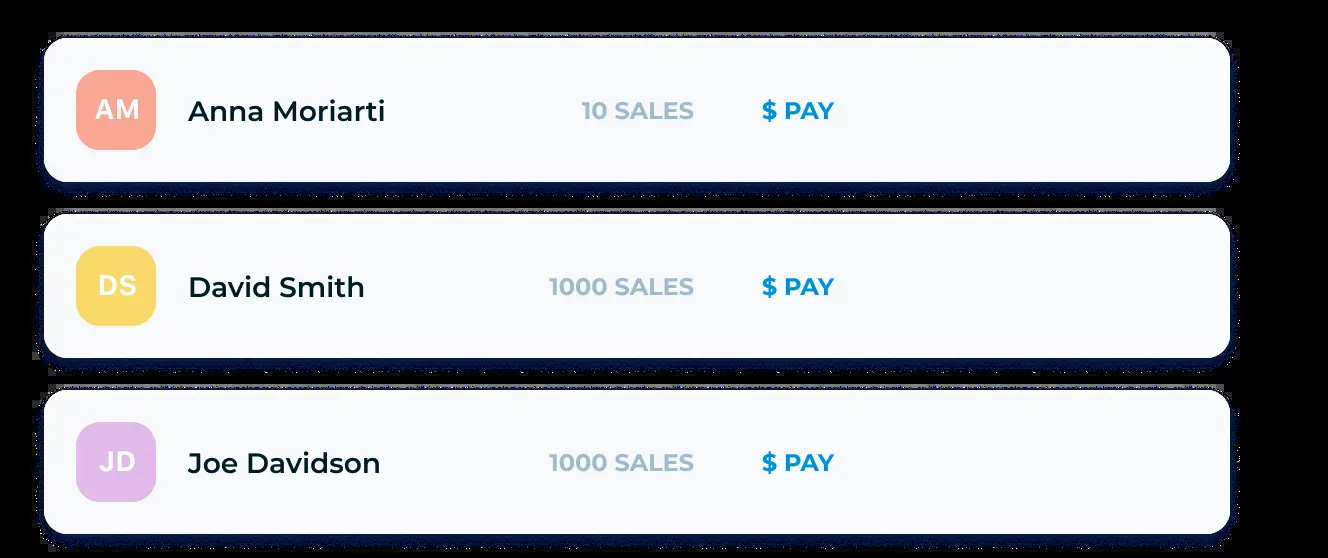 AM Anna Moriarti 10 SALES $ PAY
DS David Smith 1000 SALES $ PAY
JD Joe Davidson 1000 SALES $ PAY